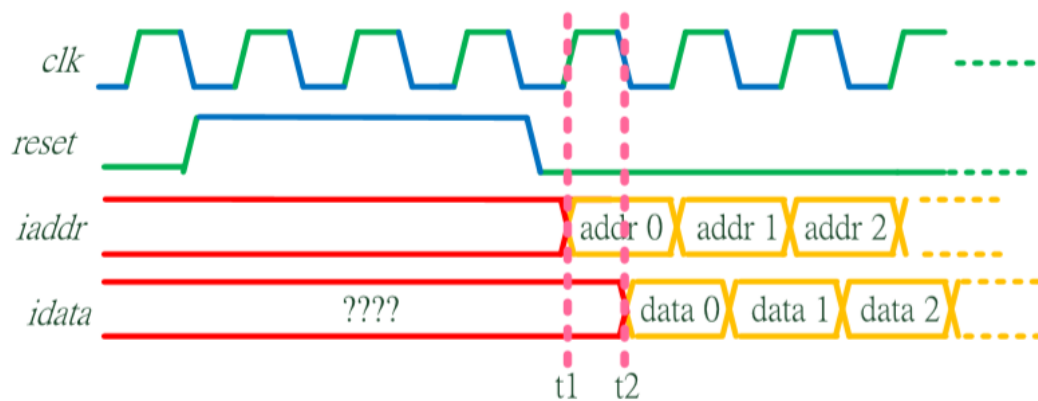 clk
reset
iaddr addr 0 addr 1 addr 2
idata ???? data 0 data 1 data 2
t1 t2